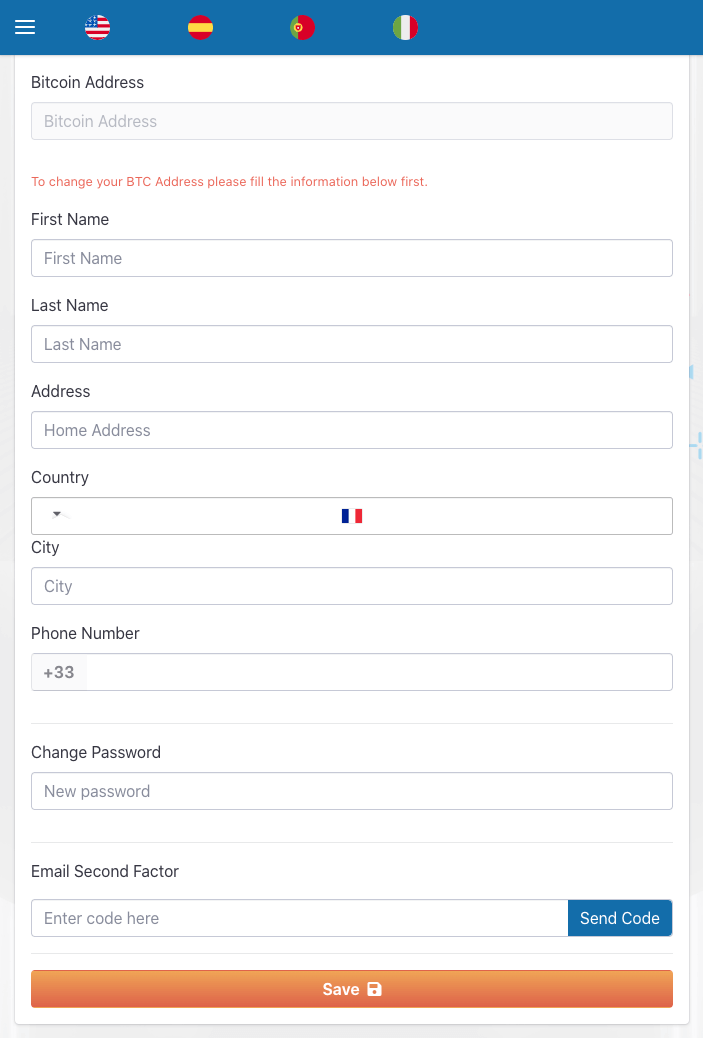 Bitcoin Address
Bitcoin Address
To change your BTC Address please fill the information below first.
First Name
First Name
Last Name
Last Name
Address
Home Address
Country
City
City
Phone Number
+33
Change Password
New password
Email Second Factor
Enter code here
Send Code
Save